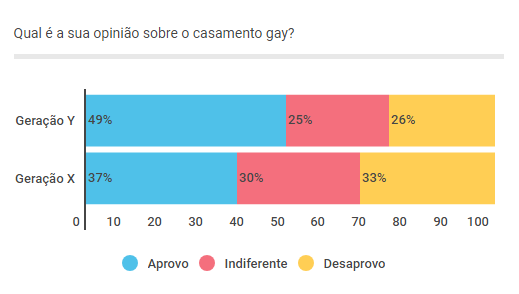 Qual é a sua opinião sobre o casamento gay?
Geração Y 49% 25% 26%
Geração X 37% 30% 33%
0 10 20 30 40 50 60 70 80 90 100
Aprovo Indiferente Desaprovo